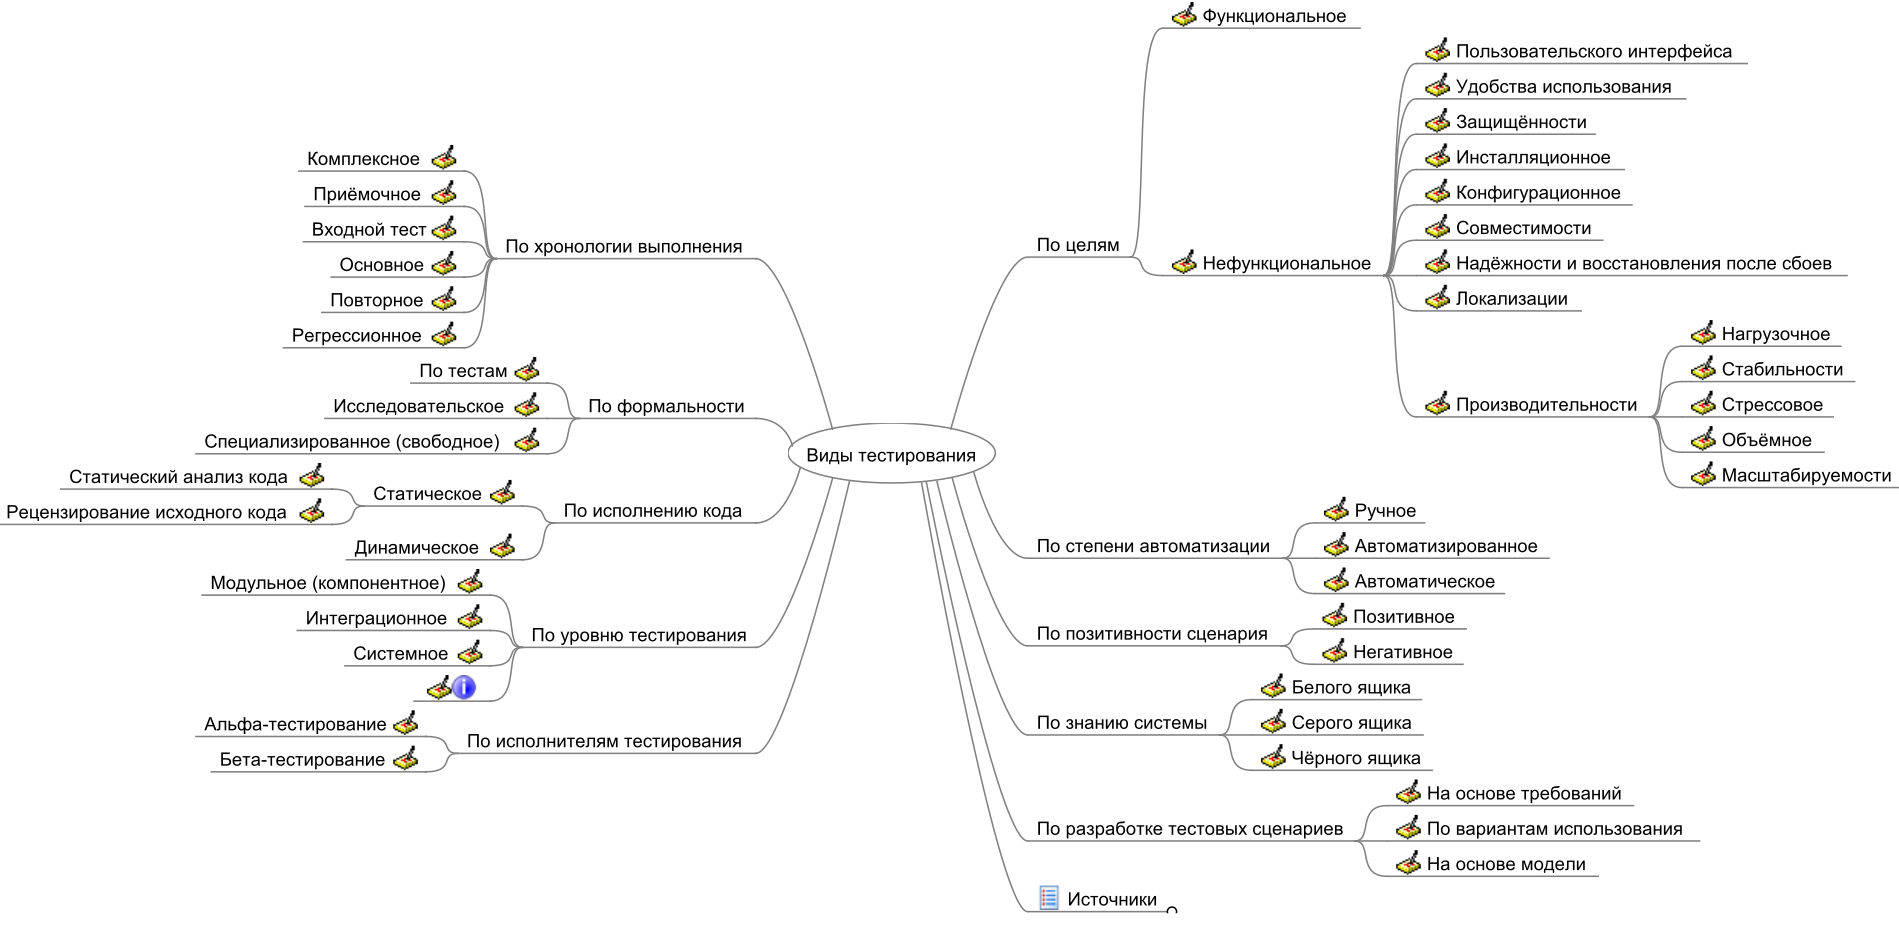 Виды тестирования
По целям
Функциональное
Нефункциональное
Пользовательского интерфейса
Удобства использования
Защищённости
Инсталляционное
Конфигурационное
Совместимости
Надёжности и восстановления после сбоев
Локализации
Производительности
Нагрузочное
Стабильности
Стрессовое
Объёмное
Масштабируемости
По степени автоматизации
Ручное
Автоматизированное
Автоматическое
По позитивности сценария
Позитивное
Негативное
По знанию системы
Белого ящика
Серого ящика
Чёрного ящика
По разработке тестовых сценариев
На основе требований
По вариантам использования
На основе модели
Источники
По хронологии выполнения
Комплексное
Приёмочное
Входной тест
Основное
Повторное
Регрессионное
По формальности
По тестам
Исследовательское
Специализированное (свободное)
По исполнению кода
Статическое
Статический анализ кода
Рецензирование исходного кода
Динамическое
По уровню тестирования
Модульное (компонентное)
Интеграционное
Системное
По исполнителям тестирования
Альфа-тестирование
Бета-тестирование